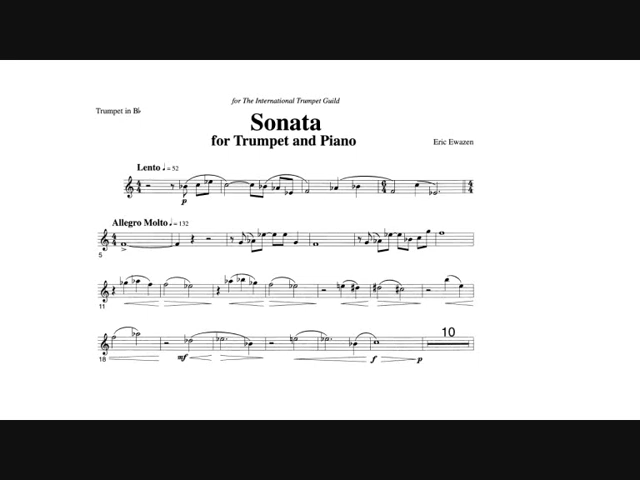 for The International Trumpet Guild
Trumpet in B♭
Sonata
for Trumpet and Piano
Eric Ewazen
Lento ♩ = 52
p
Allegro Molto ♩ = 132
5
11
10
18
mf
f
p